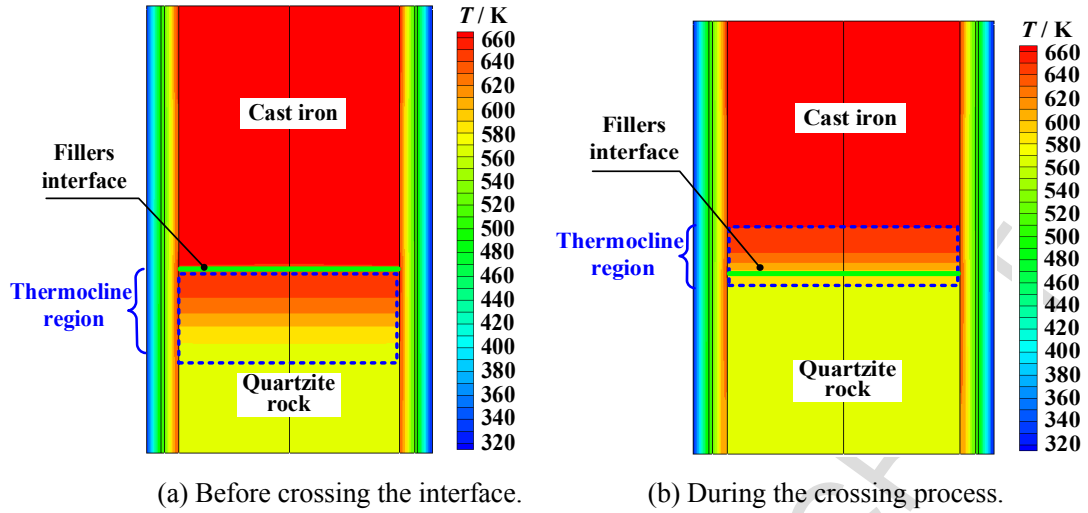 T / K
660
640
620
600
580
560
540
520
500
480
460
440
420
400
380
360
340
320
Cast iron
Fillers
interface
Thermocline
region
Quartzite
rock
(a) Before crossing the interface.
T / K
660
640
620
600
580
560
540
520
500
480
460
440
420
400
380
360
340
320
Cast iron
Fillers
interface
Thermocline
region
Quartzite
rock
(b) During the crossing process.